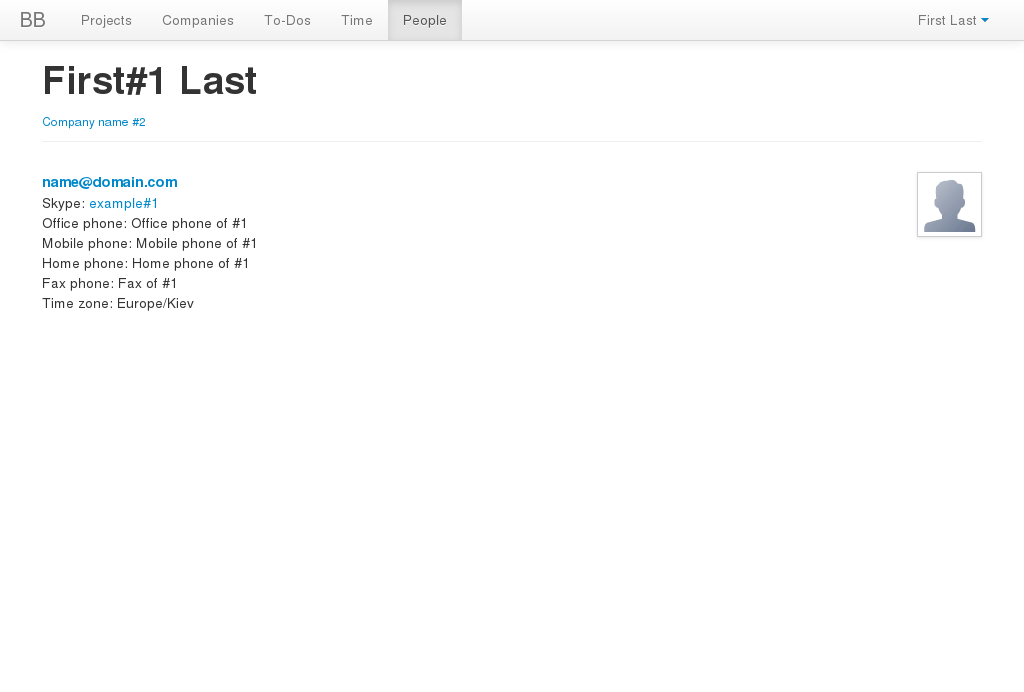 BB Projects Companies To-Dos Time People First Last
First#1 Last
Company name #2
name@domain.com
Skype: example#1
Office phone: Office phone of #1
Mobile phone: Mobile phone of #1
Home phone: Home phone of #1
Fax phone: Fax of #1
Time zone: Europe/Kiev